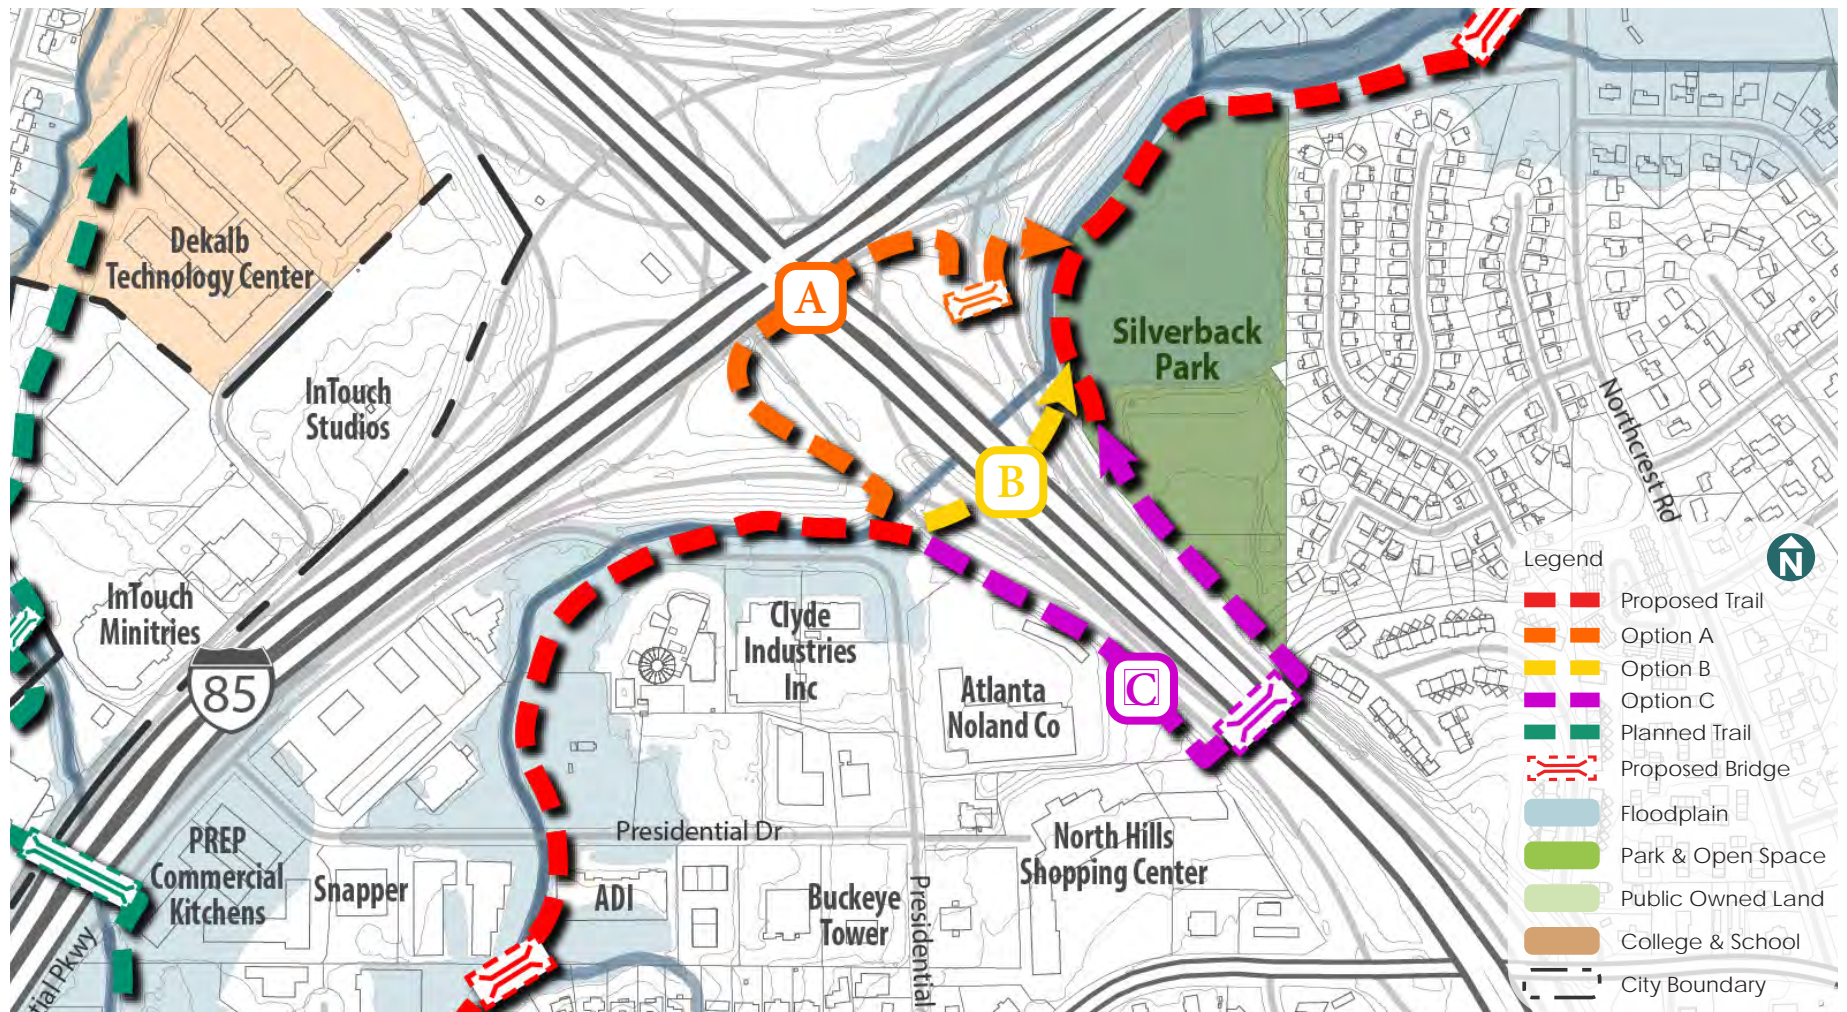 Dekalb
Technology Center
A
Silverback
Park
InTouch
Studios
Northcrest Rd
B
Legend
N
InTouch
Minitries
Clyde
Industries
Inc
Proposed Trail
Option A
Option B
Option C
Planned Trail
Proposed Bridge
Floodplain
Park & Open Space
Public Owned Land
College & School
City Boundary
85
Atlanta
Noland Co
C
Presidential Dr
North Hills
Shopping Center
PREP
Commercial
Kitchens
Snapper
ADI
Buckeye
Tower
Presidential
tial Pkwy